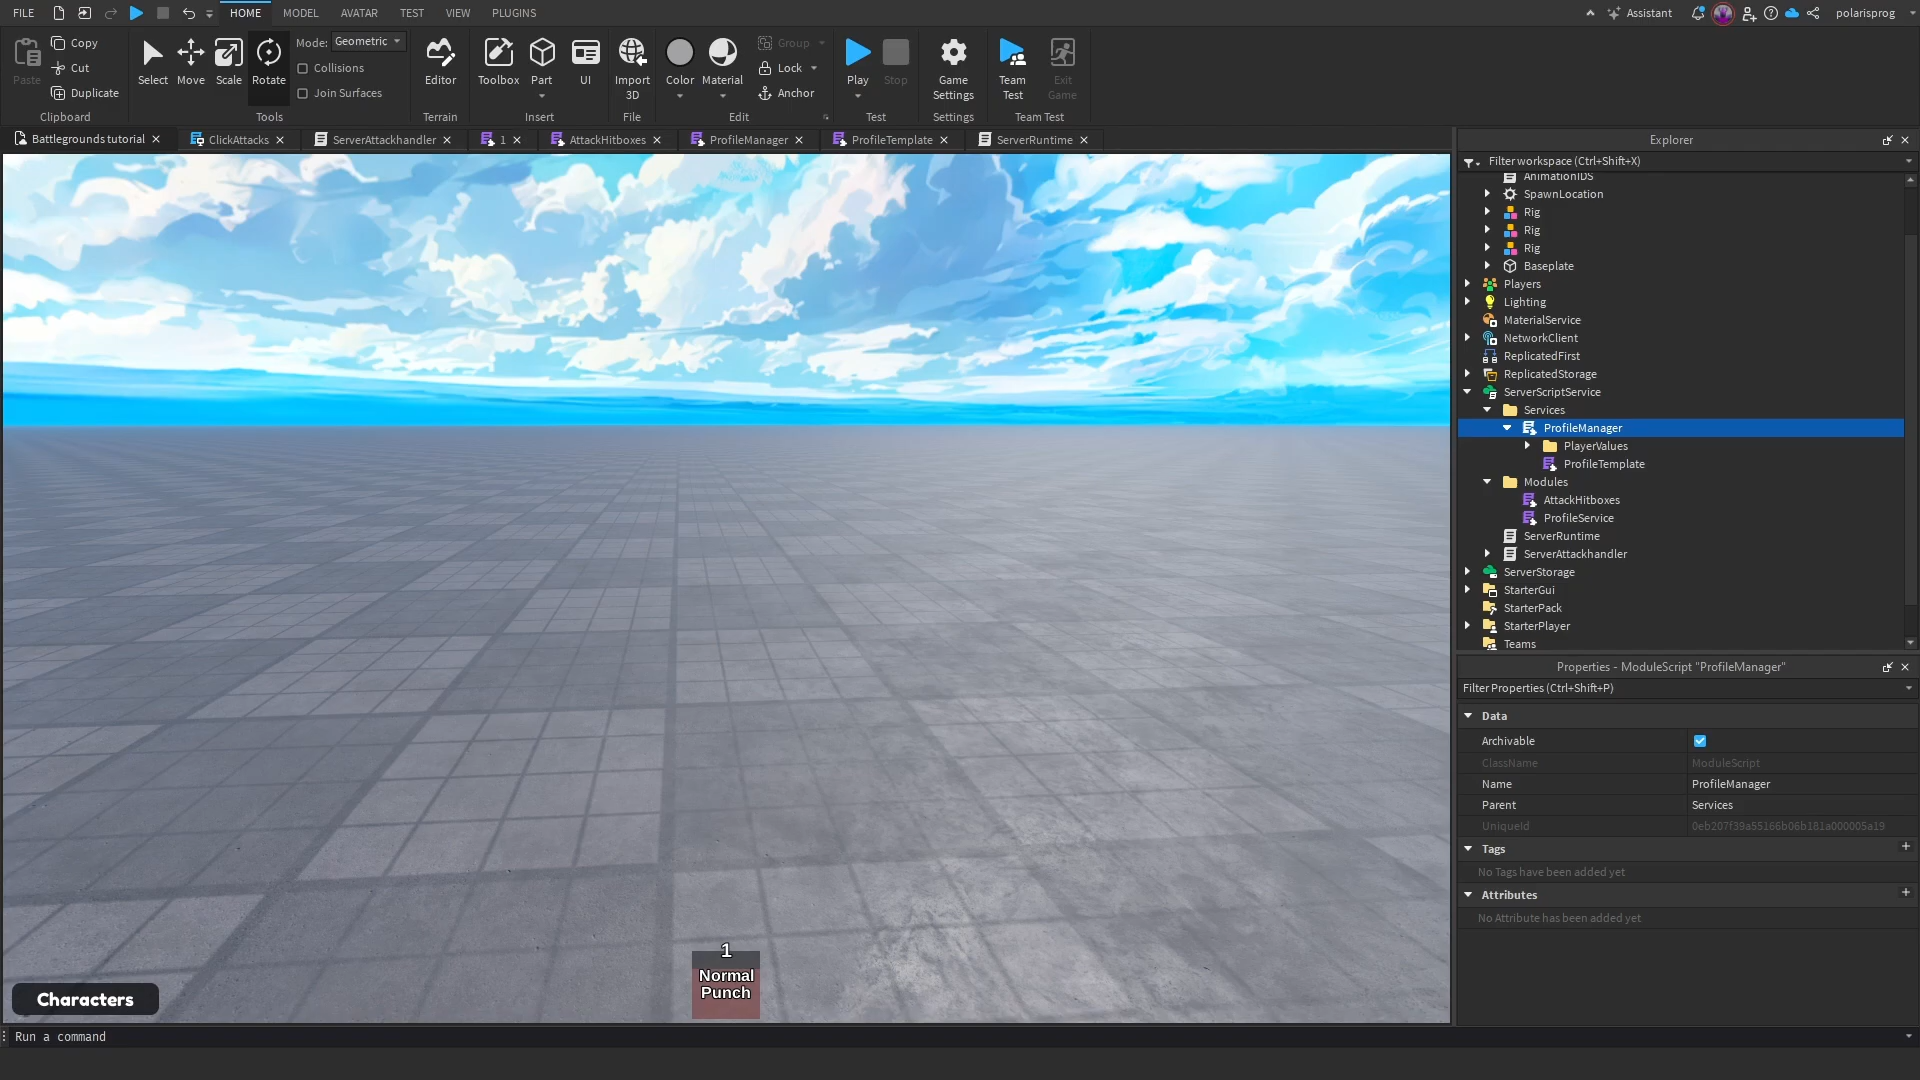 FILE
HOME
MODEL
AVATAR
TEST
VIEW
PLUGINS
Assistant
polarisprog
Paste
Copy
Cut
Duplicate
Clipboard
Select
Move
Scale
Rotate
Mode:
Geometric
Collisions
Join Surfaces
Tools
Editor
Terrain
Toolbox
Part
UI
Insert
Import
3D
File
Color
Material
Group
Lock
Anchor
Edit
Play
Stop
Test
Game
Settings
Settings
Team
Test
Exit
Game
Team Test
Battlegrounds tutorial
ClickAttacks
ServerAttackhandler
1
AttackHitboxes
ProfileManager
ProfileTemplate
ServerRuntime
1
Normal
Punch
Characters
Run a command
Explorer
Filter workspace (Ctrl+Shift+X)
AnimationIDS
SpawnLocation
Rig
Rig
Rig
Baseplate
Players
Lighting
MaterialService
NetworkClient
ReplicatedFirst
ReplicatedStorage
ServerScriptService
Services
ProfileManager
PlayerValues
ProfileTemplate
Modules
AttackHitboxes
ProfileService
ServerRuntime
ServerAttackhandler
ServerStorage
StarterGui
StarterPack
StarterPlayer
Teams
Properties - ModuleScript "ProfileManager"
Filter Properties (Ctrl+Shift+P)
Data
Archivable
ClassName ModuleScript
Name ProfileManager
Parent Services
UniqueId 0eb207f39a55166b06b181a000005a19
Tags
No Tags have been added yet
Attributes
No Attribute has been added yet